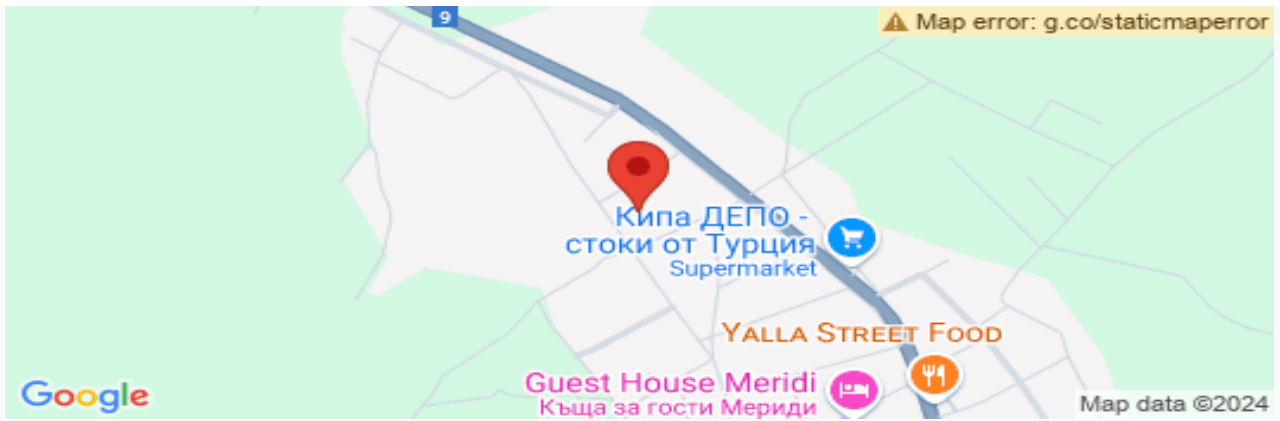 9
Map error: g.co/staticmaperror
Кипа ДЕПО -
стоки от Турция
Supermarket
YALLA STREET FOOD
Guest House Meridi
Къща за гости Мериди
Google
Map data ©2024